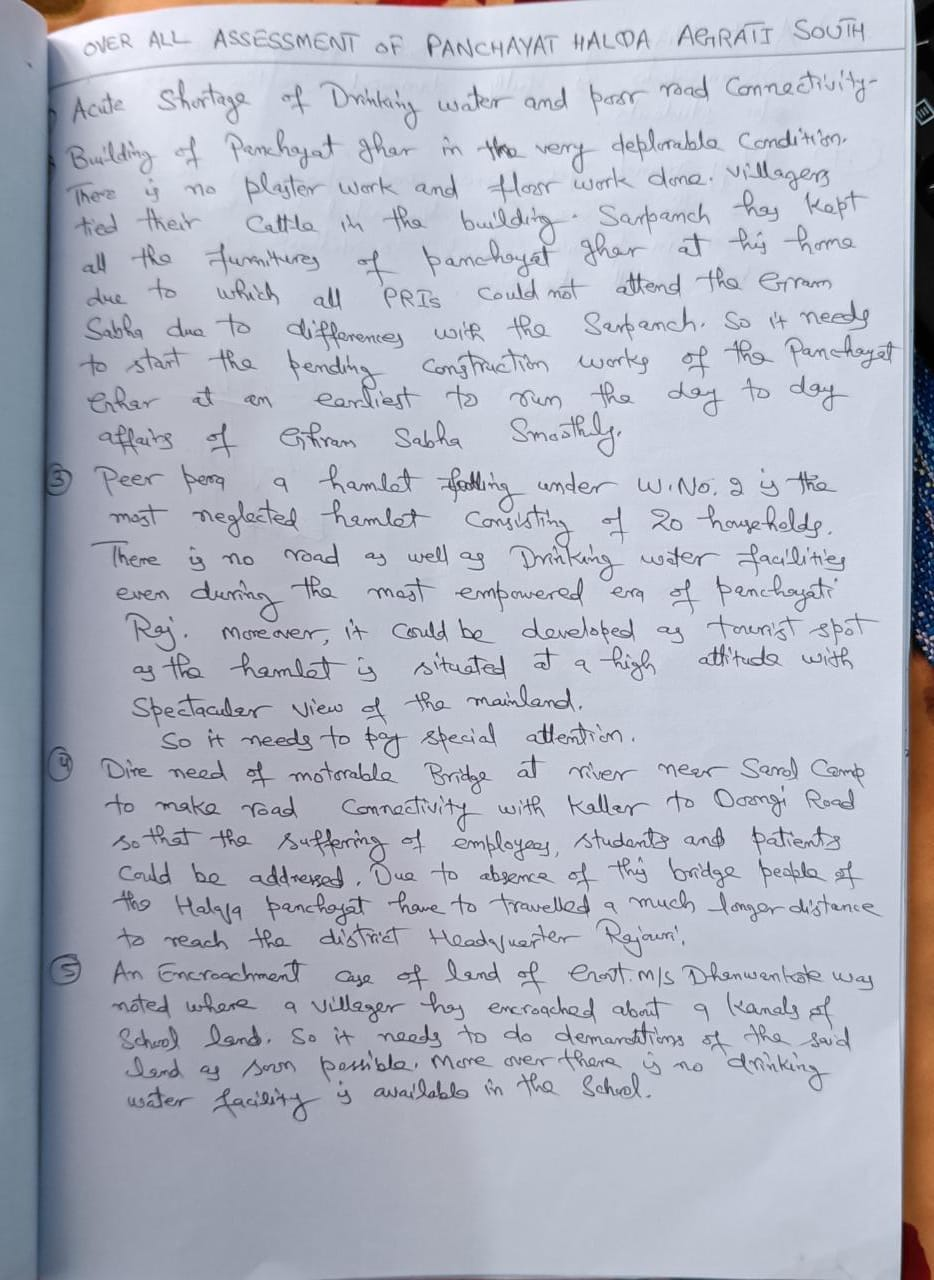 OVER ALL ASSESSMENT OF PANCHAYAT HALQA AGRATI SOUTH
Acute Shortage of Drinking water and poor road Connectivity-
Building of Panchayat ghar in the very deplorable Condition.
There is no plaster work and floor work done. Villagers
tied their Cattle in the building. Sarpanch has kept
all the furnitures of panchayat ghar at his home
due to which all PRIs Could not attend the Gram
Sabha due to differences with the Sarpanch. So it needs
to start the pending Construction works of the Panchayat
Ghar at an earliest to run the day to day
affairs of Gram Sabha Smoothly.
③ Peer bera a hamlet falling under W.No. 2 is the
most neglected hamlet Consisting of 20 households.
There is no road as well as Drinking water facilities
even during the most empowered era of panchayati
Raj. Moreover, it Could be developed as tourist spot
as the hamlet is situated at a high attitude with
Spectacular view of the mainland.
So it needs to pay special attention.
④ Dire need of motorable Bridge at river near Sarol Camp
to make road Connectivity with Kaller to Doongi Road
so that the suffering of employees, students and patients
Could be addressed. Due to absence of this bridge people of
the Halqa panchayat have to travelled a much longer distance
to reach the district Headquarter Rajouri.
⑤ An Encroachment case of land of Govt. M/S Dhanwankote was
noted where a villager has encroached about 9 kanals of
School land. So it needs to do demarcations of the said
land as soon possible. More over there is no drinking
water facility is available in the School.